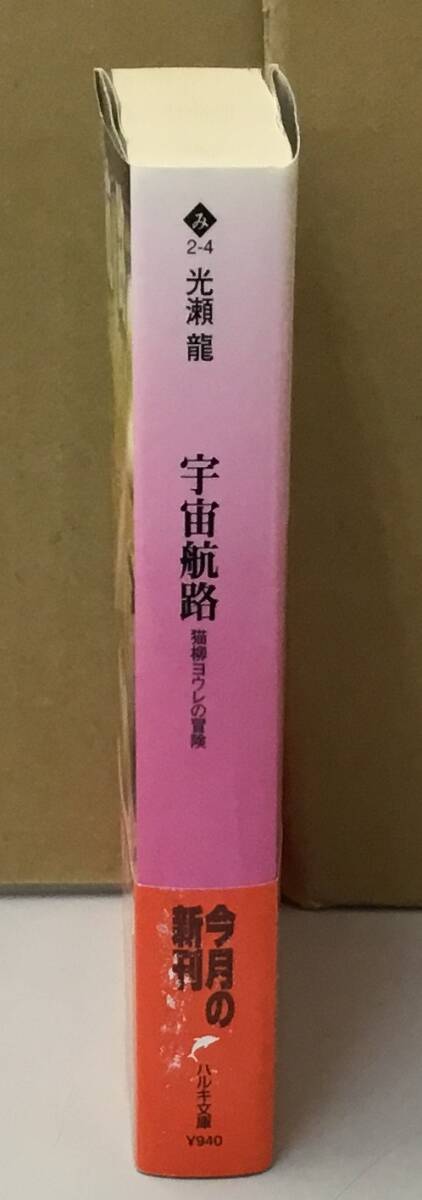 み
2-4
光瀬 龍
宇宙航路
猫柳ヨウレの冒険
今月の
新刊
ハルキ文庫
¥940